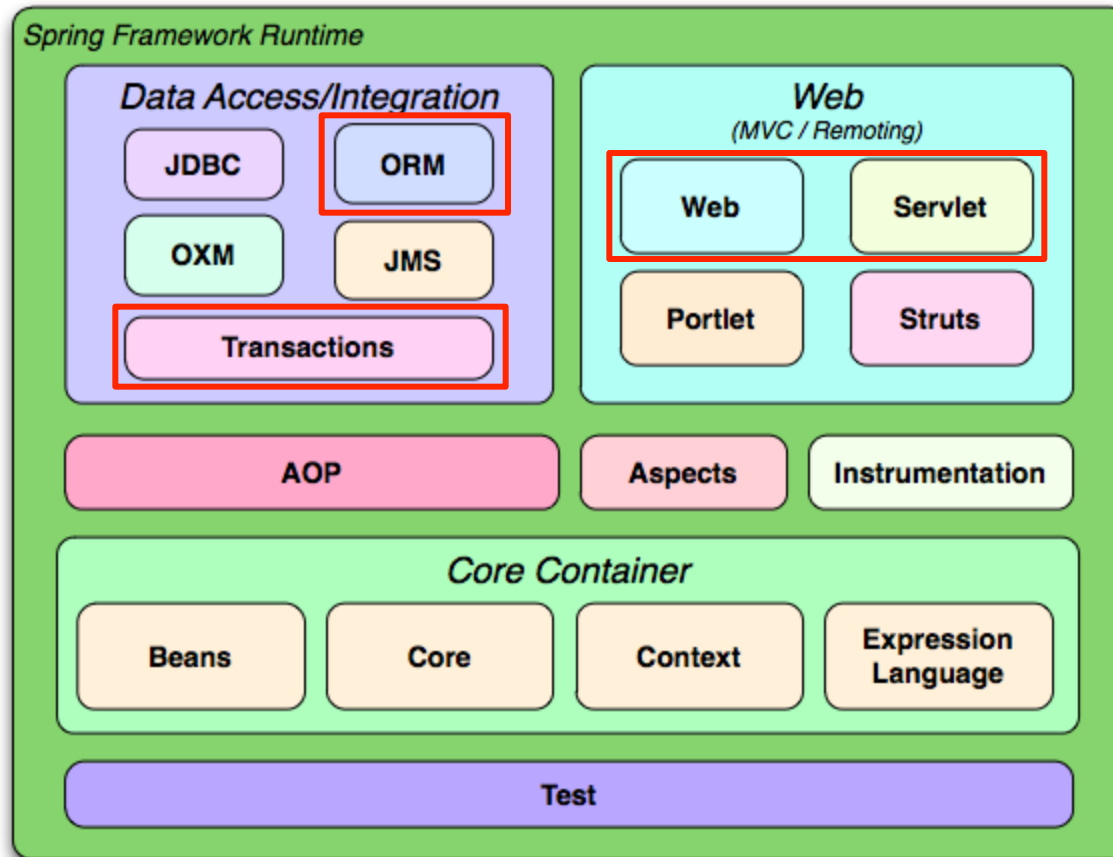 Spring Framework Runtime
Data Access/Integration
JDBC
ORM
OXM
JMS
Transactions
Web
(MVC / Remoting)
Web
Servlet
Portlet
Struts
AOP
Aspects
Instrumentation
Core Container
Beans
Core
Context
Expression
Language
Test